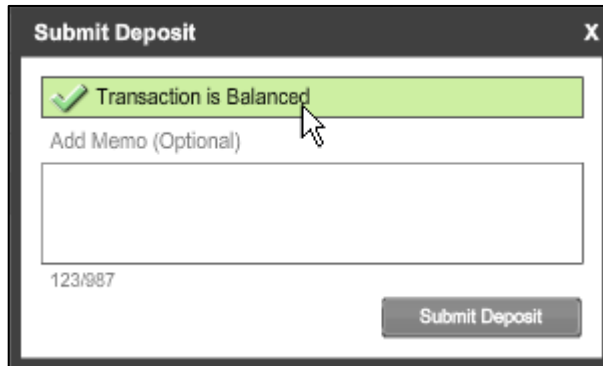 Submit Deposit X
Transaction is Balanced
Add Memo (Optional)
123/987
Submit Deposit